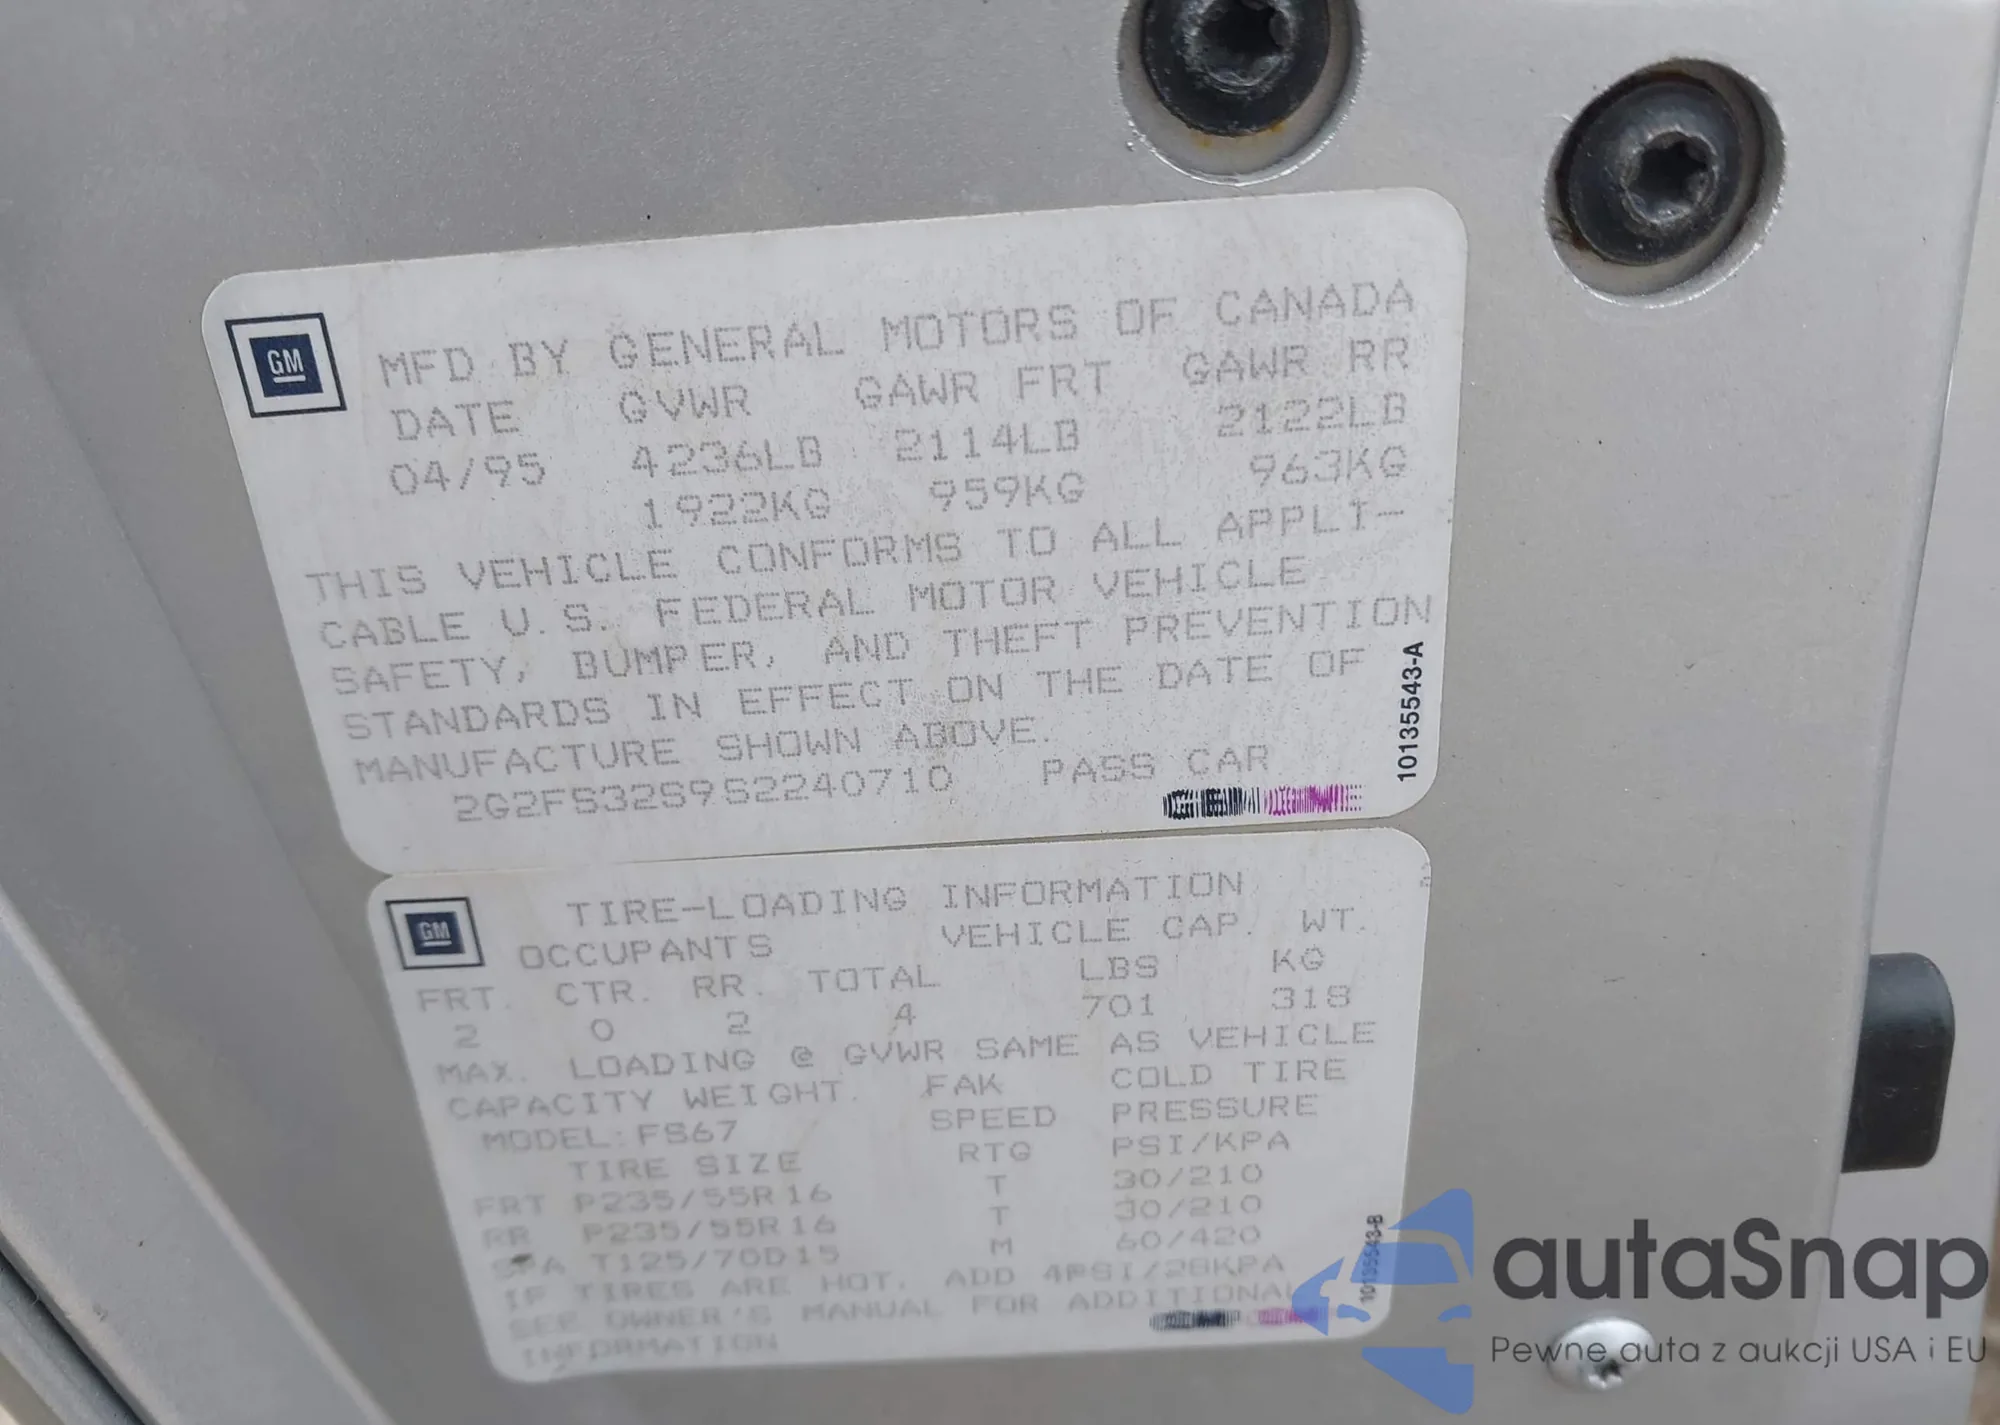 GM
MFD BY GENERAL MOTORS OF CANADA
DATE GVWR GAWR FRT GAWR RR
04/95 4236LB 2114LB 2122LB
1922KG 959KG 963KG
THIS VEHICLE CONFORMS TO ALL APPLI-
CABLE U.S. FEDERAL MOTOR VEHICLE
SAFETY, BUMPER, AND THEFT PREVENTION
STANDARDS IN EFFECT ON THE DATE OF
MANUFACTURE SHOWN ABOVE.
2G2FS32S9S2240710 PASS CAR
10135543-A
GM
TIRE-LOADING INFORMATION
OCCUPANTS VEHICLE CAP. WT.
FRT. CTR. RR. TOTAL LBS KG
2 0 2 4 701 318
MAX. LOADING @ GVWR SAME AS VEHICLE
CAPACITY WEIGHT. FAK COLD TIRE
MODEL:FS67 SPEED PRESSURE
TIRE SIZE RTG PSI/KPA
FRT P235/55R16 T 30/210
RR P235/55R16 T 30/210
SPA T125/70D15 M 60/420
IF TIRES ARE HOT, ADD 4PSI/28KPA
SEE OWNER'S MANUAL FOR ADDITIONAL
INFORMATION
10135543-B
autaSnap
Pewne auta z aukcji USA i EU